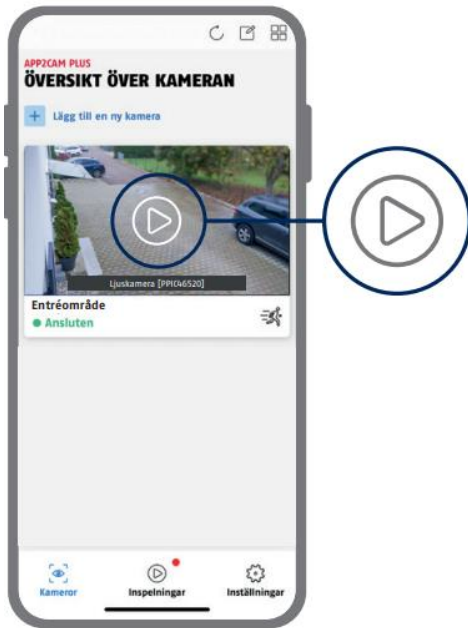 APP2CAM PLUS
ÖVERSIKT ÖVER KAMERAN
+ Lägg till en ny kamera
Ljuskamera [PPIC46520]
Entréområde
Ansluten
Kameror
Inspelningar
Inställningar